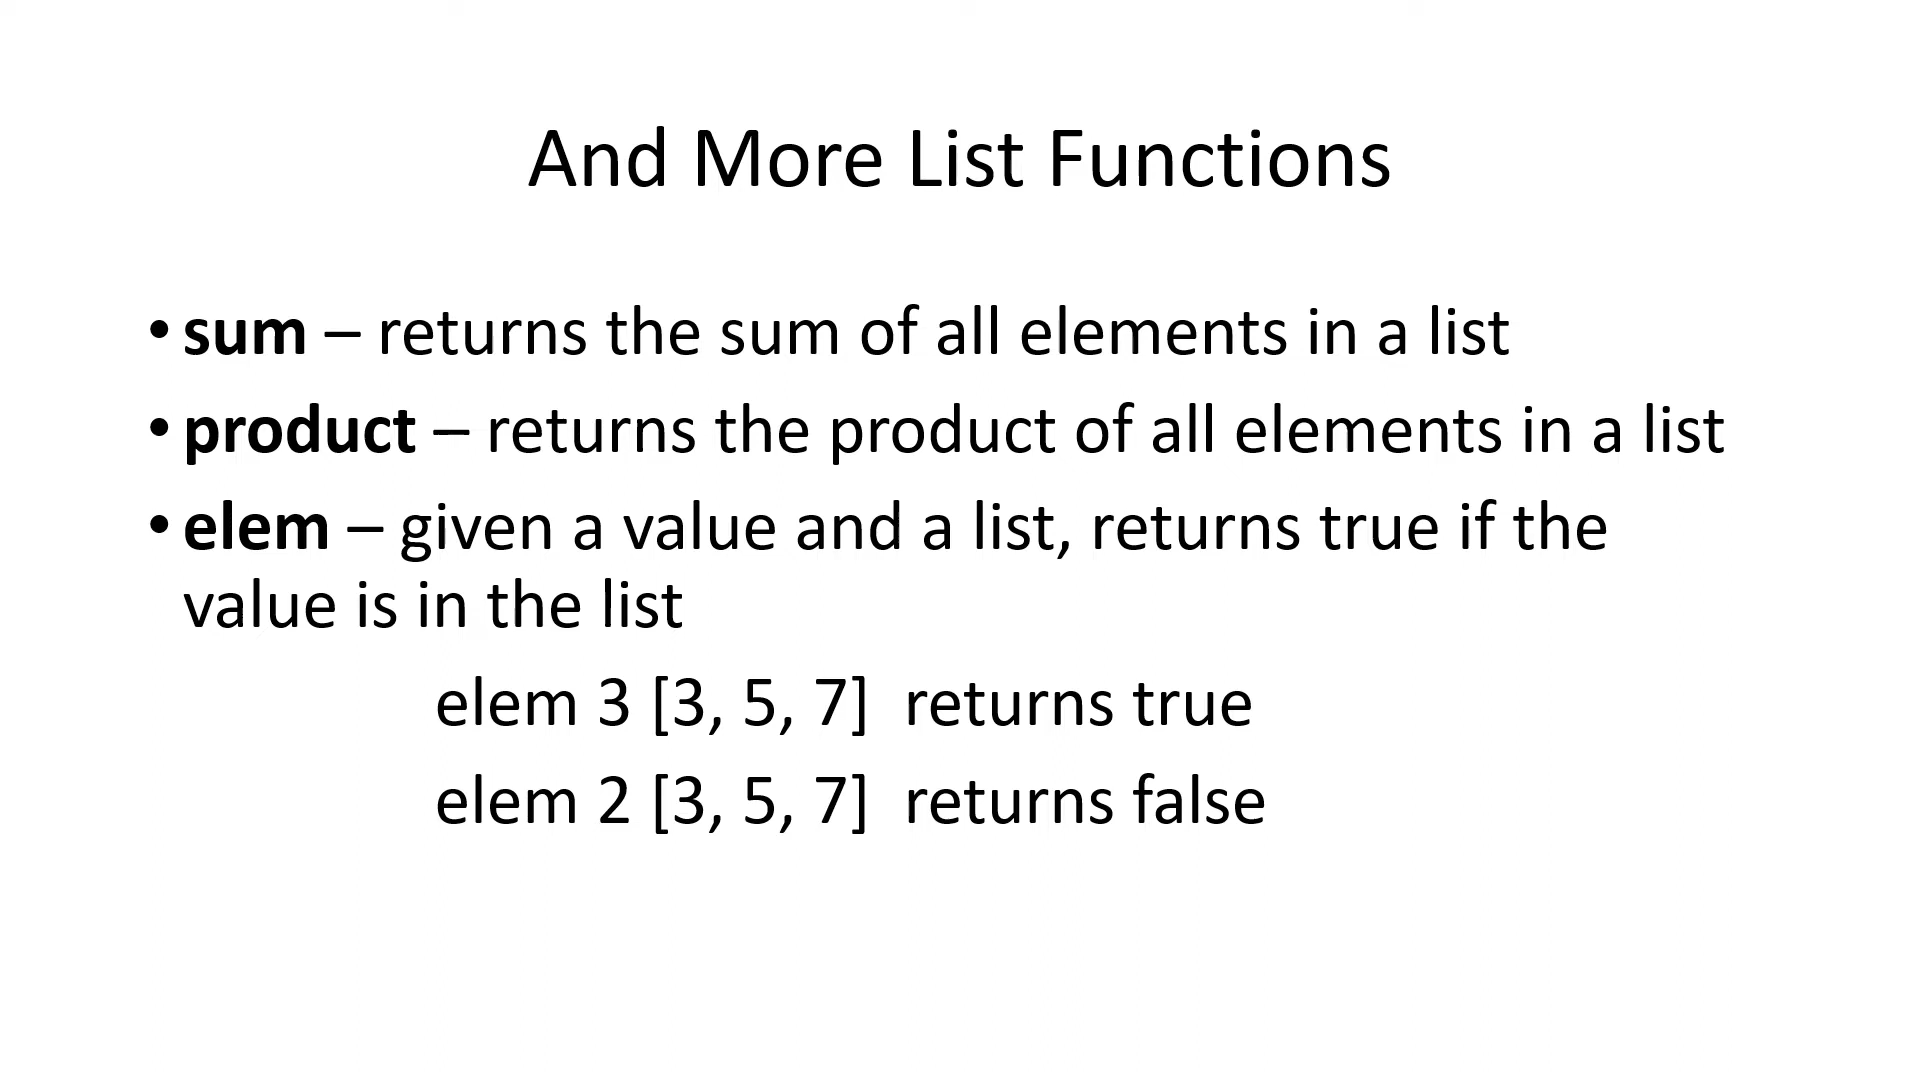 And More List Functions
• sum – returns the sum of all elements in a list
• product – returns the product of all elements in a list
• elem – given a value and a list, returns true if the
value is in the list
elem 3 [3, 5, 7]  returns true
elem 2 [3, 5, 7]  returns false